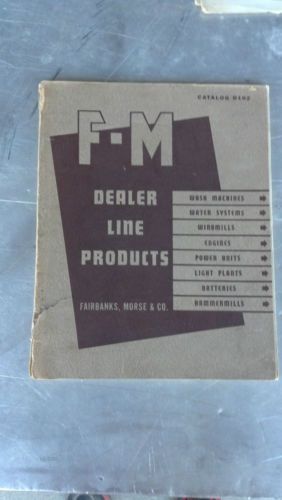 CATALOG D102
F-M
DEALER
LINE
PRODUCTS
FAIRBANKS, MORSE & CO.
WASH MACHINES
WATER SYSTEMS
WINDMILLS
ENGINES
POWER UNITS
LIGHT PLANTS
BATTERIES
HAMMERMILLS